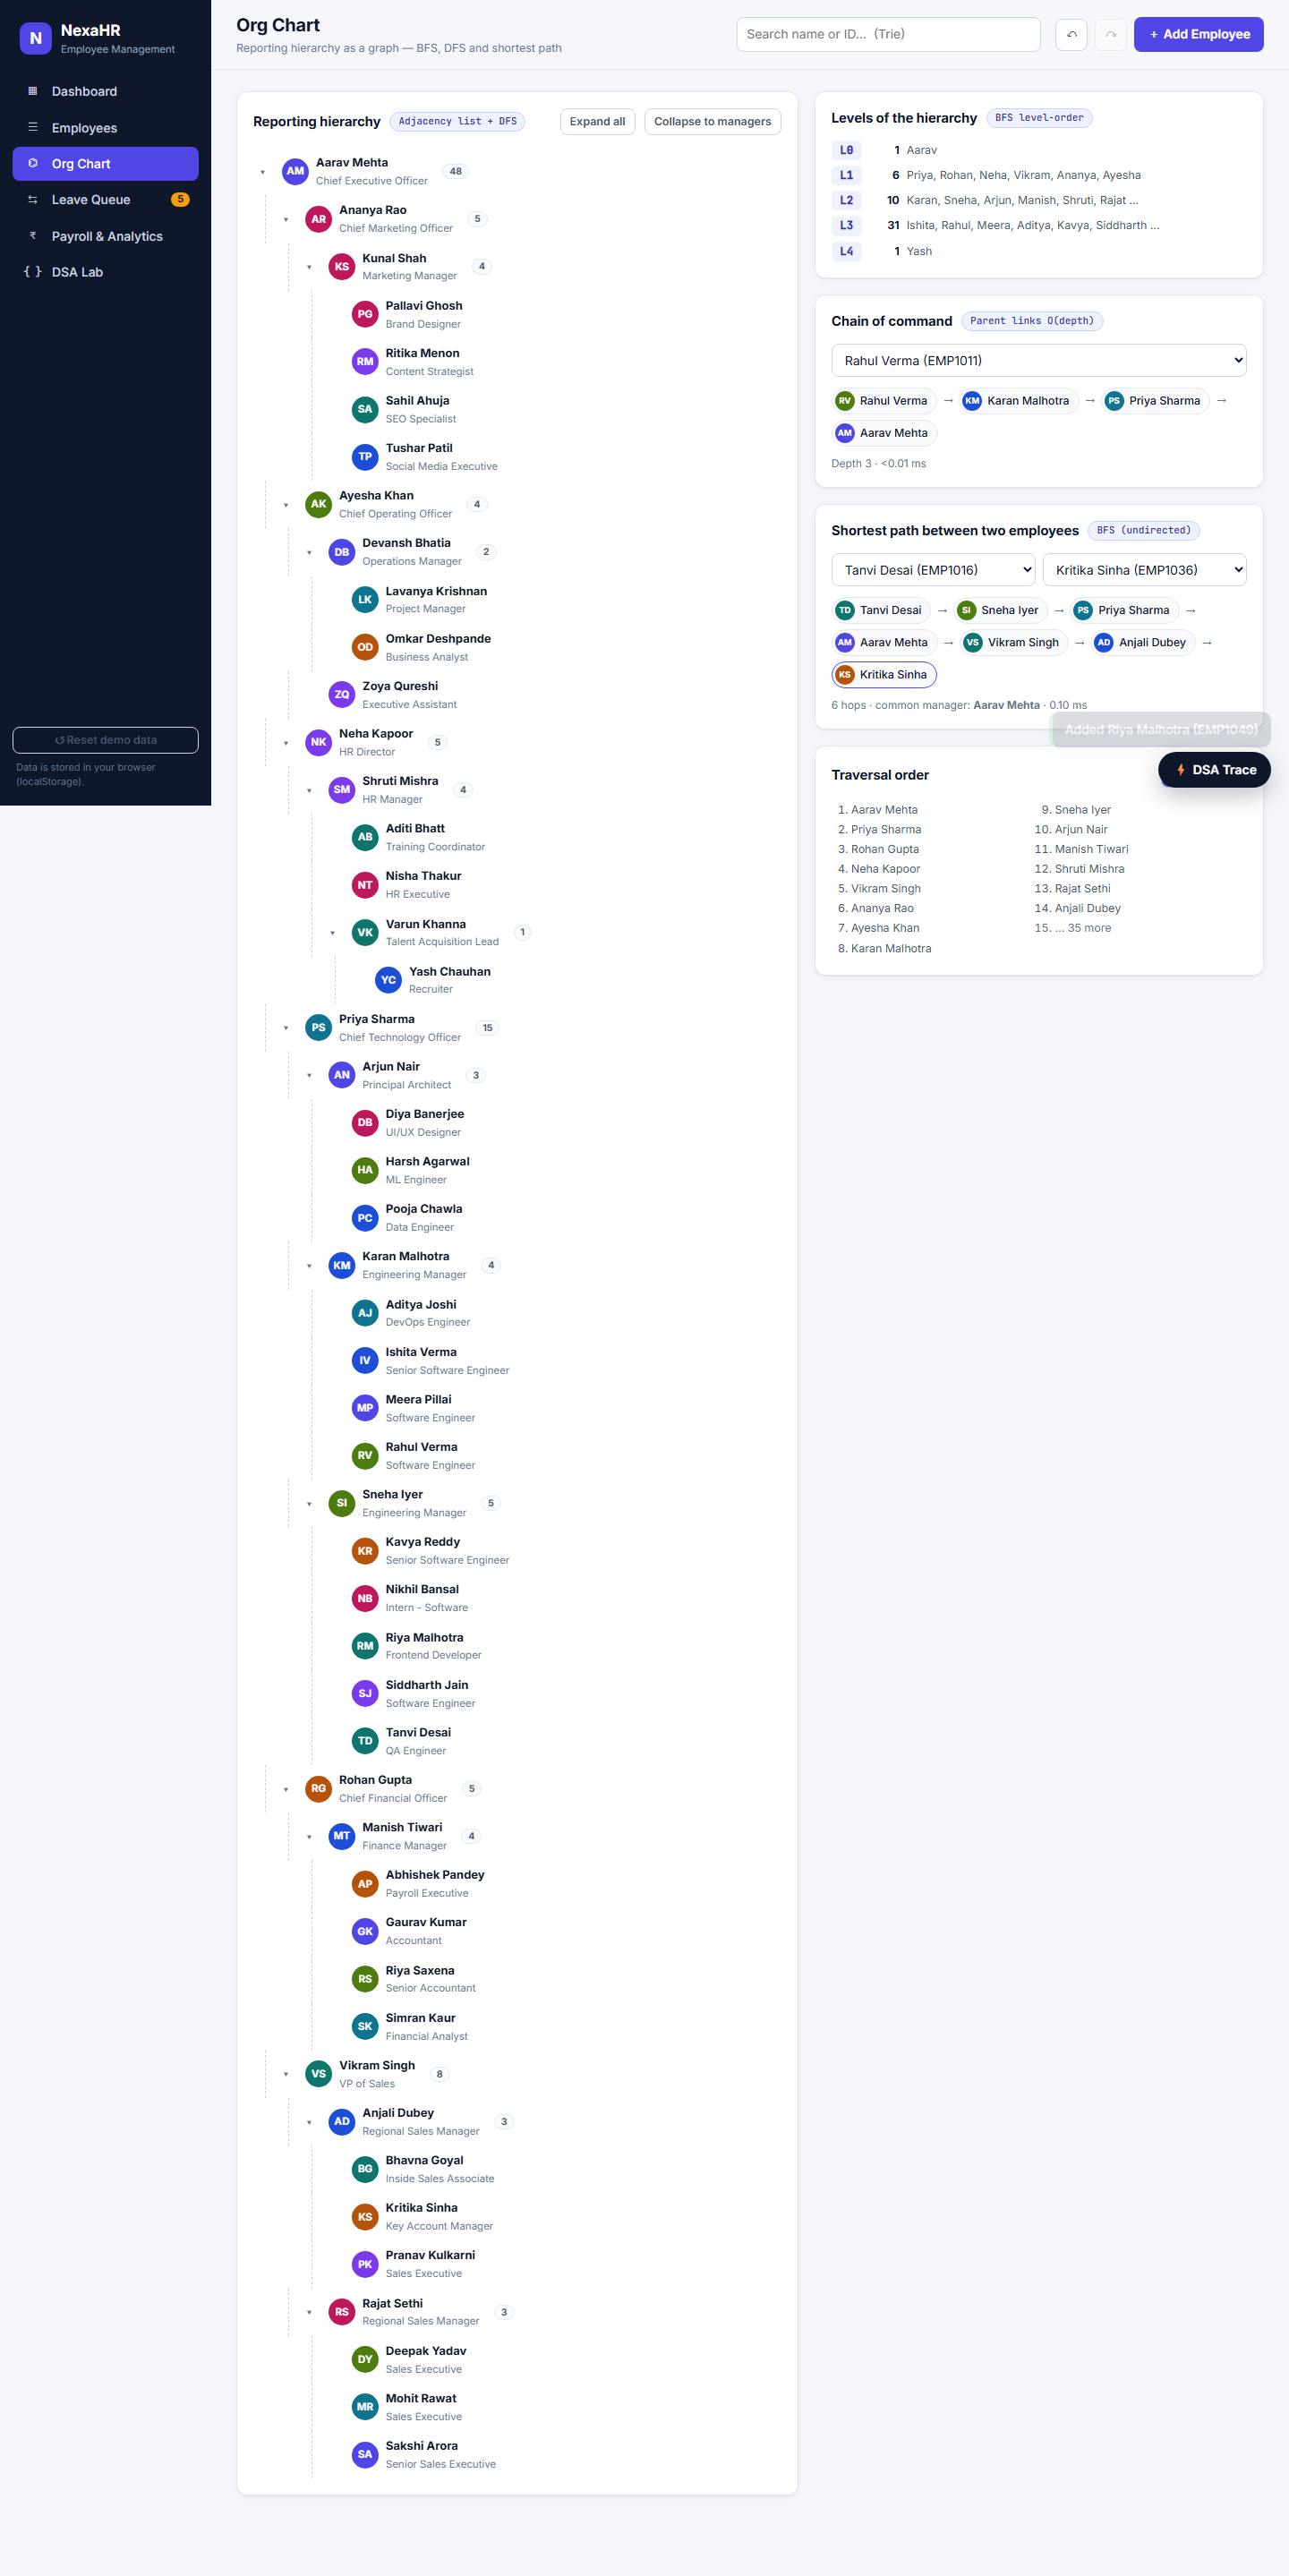 N
NexaHR
Employee Management
Dashboard
Employees
Org Chart
Leave Queue
5
₹
Payroll & Analytics
{ }
DSA Lab
Reset demo data
Data is stored in your browser
(localStorage).
Org Chart
Reporting hierarchy as a graph — BFS, DFS and shortest path
Search name or ID... (Trie)
+ Add Employee
Reporting hierarchy
Adjacency list + DFS
Expand all
Collapse to managers
AM
Aarav Mehta
Chief Executive Officer
48
AR
Ananya Rao
Chief Marketing Officer
5
KS
Kunal Shah
Marketing Manager
4
PG
Pallavi Ghosh
Brand Designer
RM
Ritika Menon
Content Strategist
SA
Sahil Ahuja
SEO Specialist
TP
Tushar Patil
Social Media Executive
AK
Ayesha Khan
Chief Operating Officer
4
DB
Devansh Bhatia
Operations Manager
2
LK
Lavanya Krishnan
Project Manager
OD
Omkar Deshpande
Business Analyst
ZQ
Zoya Qureshi
Executive Assistant
NK
Neha Kapoor
HR Director
5
SM
Shruti Mishra
HR Manager
4
AB
Aditi Bhatt
Training Coordinator
NT
Nisha Thakur
HR Executive
VK
Varun Khanna
Talent Acquisition Lead
1
YC
Yash Chauhan
Recruiter
PS
Priya Sharma
Chief Technology Officer
15
AN
Arjun Nair
Principal Architect
3
DB
Diya Banerjee
UI/UX Designer
HA
Harsh Agarwal
ML Engineer
PC
Pooja Chawla
Data Engineer
KM
Karan Malhotra
Engineering Manager
4
AJ
Aditya Joshi
DevOps Engineer
IV
Ishita Verma
Senior Software Engineer
MP
Meera Pillai
Software Engineer
RV
Rahul Verma
Software Engineer
SI
Sneha Iyer
Engineering Manager
5
KR
Kavya Reddy
Senior Software Engineer
NB
Nikhil Bansal
Intern - Software
RM
Riya Malhotra
Frontend Developer
SJ
Siddharth Jain
Software Engineer
TD
Tanvi Desai
QA Engineer
RG
Rohan Gupta
Chief Financial Officer
5
MT
Manish Tiwari
Finance Manager
4
AP
Abhishek Pandey
Payroll Executive
GK
Gaurav Kumar
Accountant
RS
Riya Saxena
Senior Accountant
SK
Simran Kaur
Financial Analyst
VS
Vikram Singh
VP of Sales
8
AD
Anjali Dubey
Regional Sales Manager
3
BG
Bhavna Goyal
Inside Sales Associate
KS
Kritika Sinha
Key Account Manager
PK
Pranav Kulkarni
Sales Executive
RS
Rajat Sethi
Regional Sales Manager
3
DY
Deepak Yadav
Sales Executive
MR
Mohit Rawat
Sales Executive
SA
Sakshi Arora
Senior Sales Executive
Levels of the hierarchy
BFS level-order
L0 1 Aarav
L1 6 Priya, Rohan, Neha, Vikram, Ananya, Ayesha
L2 10 Karan, Sneha, Arjun, Manish, Shruti, Rajat ...
L3 31 Ishita, Rahul, Meera, Aditya, Kavya, Siddharth ...
L4 1 Yash
Chain of command
Parent links O(depth)
Rahul Verma (EMP1011)
RV Rahul Verma → KM Karan Malhotra → PS Priya Sharma →
AM Aarav Mehta
Depth 3 · <0.01 ms
Shortest path between two employees
BFS (undirected)
Tanvi Desai (EMP1016)
Kritika Sinha (EMP1036)
TD Tanvi Desai → SI Sneha Iyer → PS Priya Sharma →
AM Aarav Mehta → VS Vikram Singh → AD Anjali Dubey →
KS Kritika Sinha
6 hops · common manager: Aarav Mehta · 0.10 ms
Added Riya Malhotra (EMP1049)
DSA Trace
Traversal order
1. Aarav Mehta
2. Priya Sharma
3. Rohan Gupta
4. Neha Kapoor
5. Vikram Singh
6. Ananya Rao
7. Ayesha Khan
8. Karan Malhotra
9. Sneha Iyer
10. Arjun Nair
11. Manish Tiwari
12. Shruti Mishra
13. Rajat Sethi
14. Anjali Dubey
15. ... 35 more